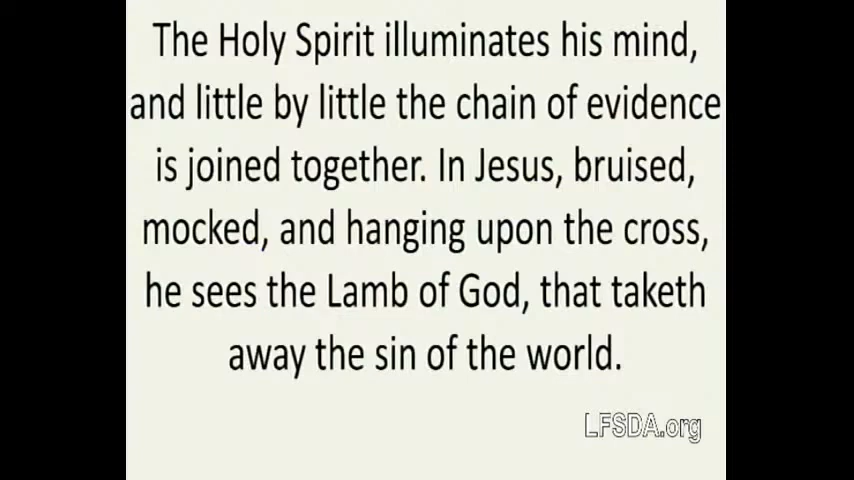 The Holy Spirit illuminates his mind,
and little by little the chain of evidence
is joined together. In Jesus, bruised,
mocked, and hanging upon the cross,
he sees the Lamb of God, that taketh
away the sin of the world.
LFSDA.org